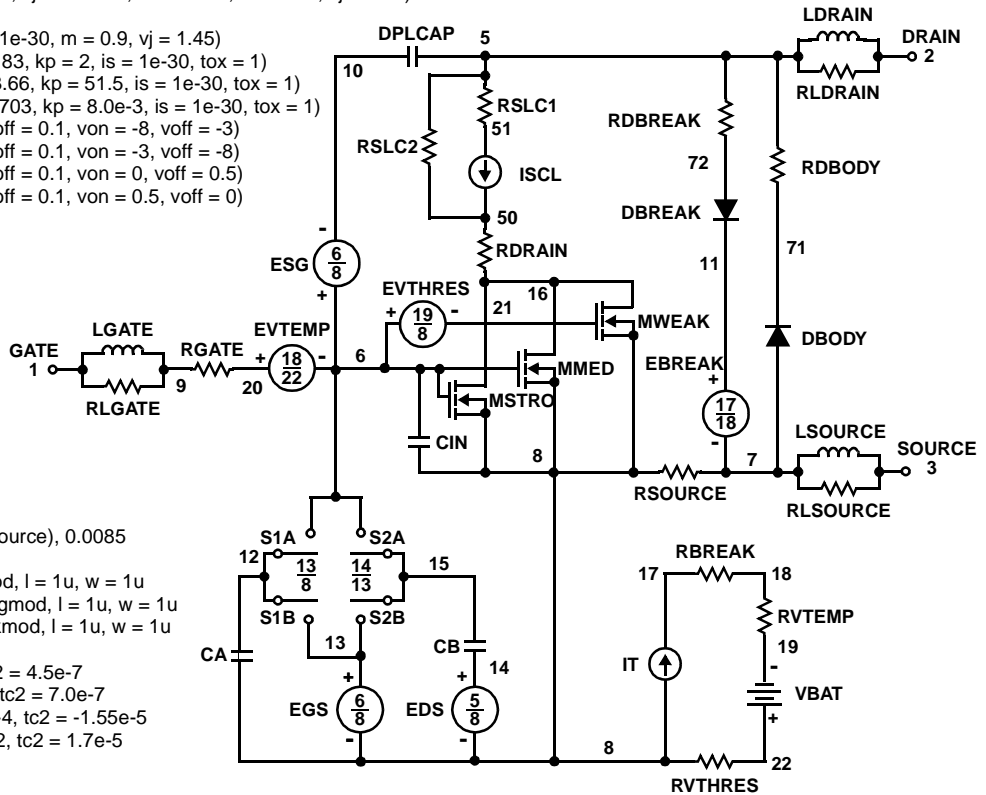 1e-30, m = 0.9, vj = 1.45)
83, kp = 2, is = 1e-30, tox = 1)
3.66, kp = 51.5, is = 1e-30, tox = 1)
703, kp = 8.0e-3, is = 1e-30, tox = 1)
off = 0.1, von = -8, voff = -3)
off = 0.1, von = -3, voff = -8)
off = 0.1, von = 0, voff = 0.5)
off = 0.1, von = 0.5, voff = 0)
LDRAIN
DPLCAP 5
DRAIN
2
10
RLDRAIN
RSLC1
51
RDBREAK
RSLC2
72
RDBODY
ISCL
DBREAK
50
RDRAIN
71
ESG
-
6
8
+
11
EVTHRES
+ 19 -
8
16
21
MWEAK
LGATE
EVTEMP
GATE
1
RGATE
+ 18 -
22
6
MMED
DBODY
EBREAK
+
17
18
-
9
20
RLGATE
MSTRO
CIN
8
7
LSOURCE
SOURCE
3
RSOURCE
RLSOURCE
ource), 0.0085
S1A
S2A
12
13
8
14
13
15
RBREAK
17
18
od, l = 1u, w = 1u
gmod, l = 1u, w = 1u
kmod, l = 1u, w = 1u
S1B
S2B
RVTEMP
13
CB
19
CA
14
IT
-
VBAT
+
2 = 4.5e-7
tc2 = 7.0e-7
-4, tc2 = -1.55e-5
2, tc2 = 1.7e-5
+
EGS
6
8
-
+
EDS
5
8
-
8
22
RVTHRES